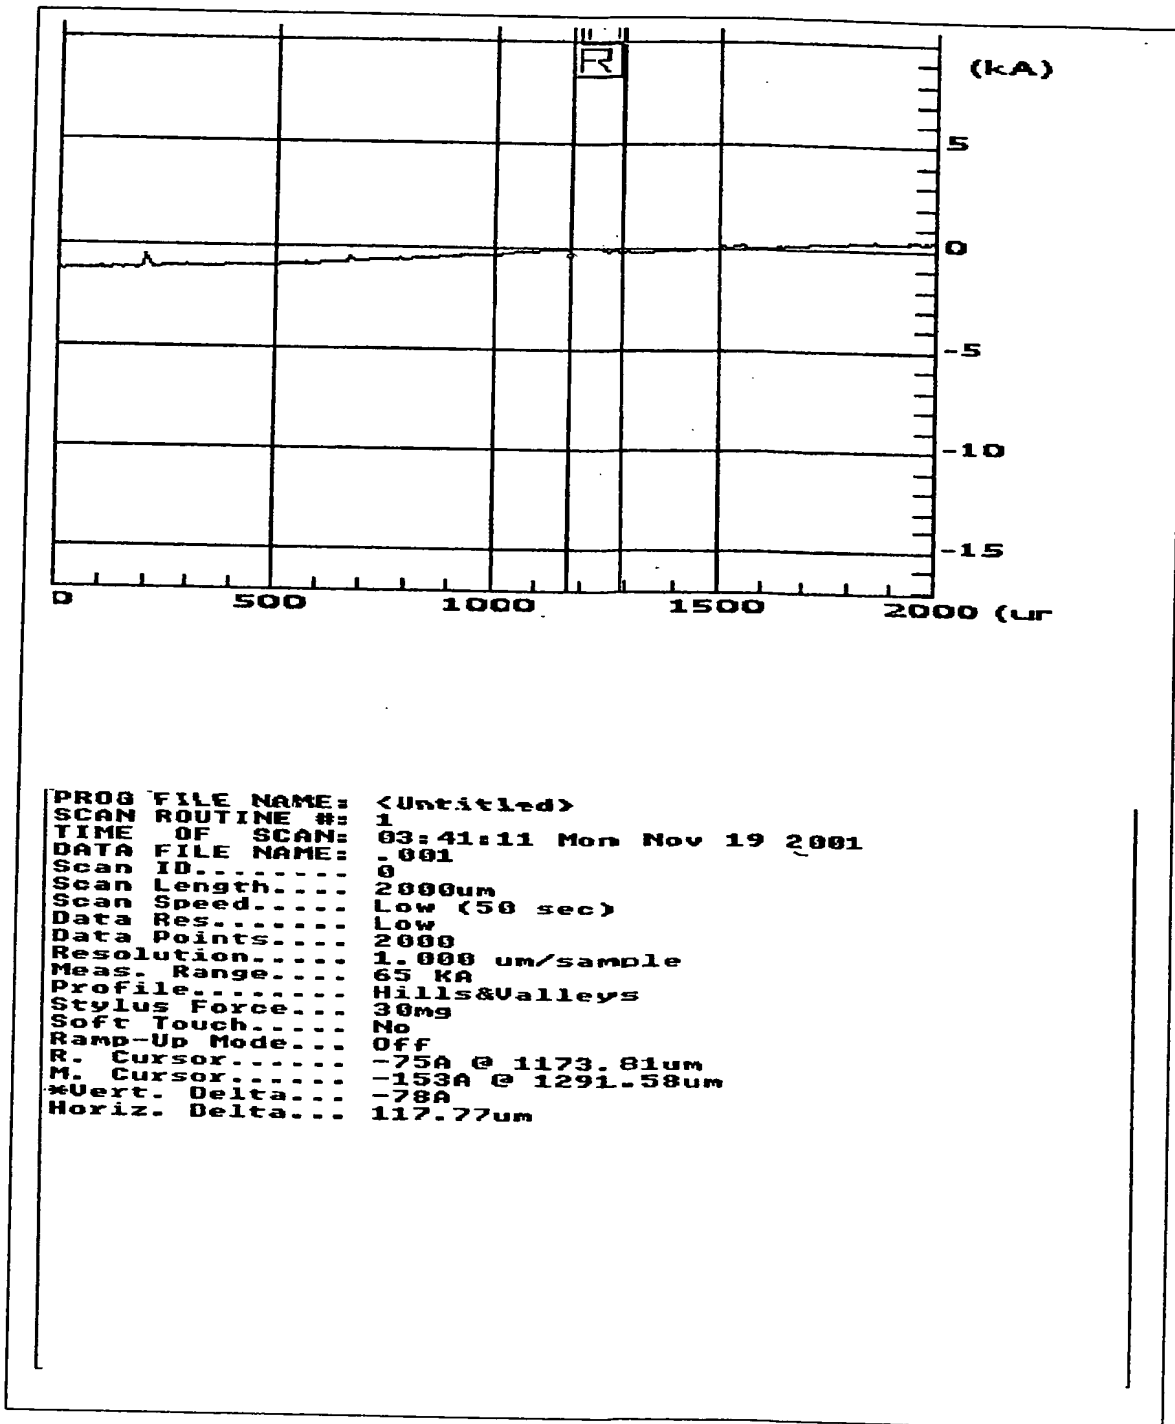 R
(kA)
5
0
-5
-10
-15
0 500 1000 1500 2000 (ur
PROG FILE NAME: <Untitled>
SCAN ROUTINE #: 1
TIME OF SCAN: 03:41:11 Mon Nov 19 2001
DATA FILE NAME: .001
Scan ID........ 0
Scan Length.... 2000um
Scan Speed..... Low (50 sec)
Data Res....... Low
Data Points.... 2000
Resolution..... 1.000 um/sample
Meas. Range.... 65 KA
Profile........ Hills&Valleys
Stylus Force... 30mg
Soft Touch..... No
Ramp-Up Mode... Off
R. Cursor...... -75A @ 1173.81um
M. Cursor...... -153A @ 1291.58um
*Vert. Delta... -78A
Horiz. Delta... 117.77um